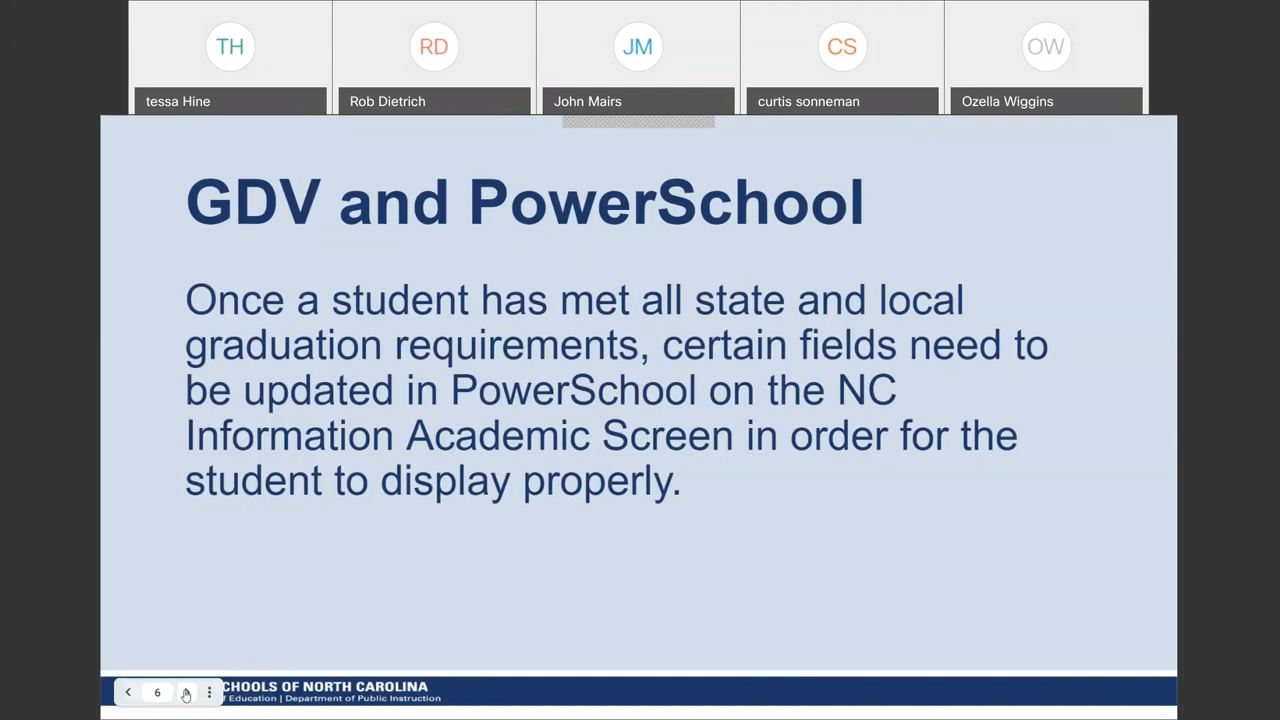 TH RD JM CS OW
tessa Hine Rob Dietrich John Mairs curtis sonneman Ozella Wiggins
GDV and PowerSchool
Once a student has met all state and local
graduation requirements, certain fields need to
be updated in PowerSchool on the NC
Information Academic Screen in order for the
student to display properly.
6
CHOOLS OF NORTH CAROLINA
f Education | Department of Public Instruction